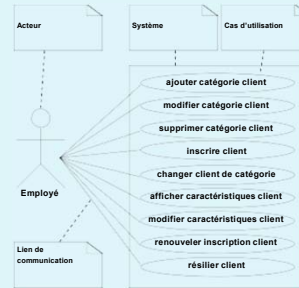 Acteur
Système
Cas d'utilisation
ajouter catégorie client
modifier catégorie client
supprimer catégorie client
inscrire client
changer client de catégorie
afficher caractéristiques client
modifier caractéristiques client
renouveler inscription client
résilier client
Employé
Lien de
communication